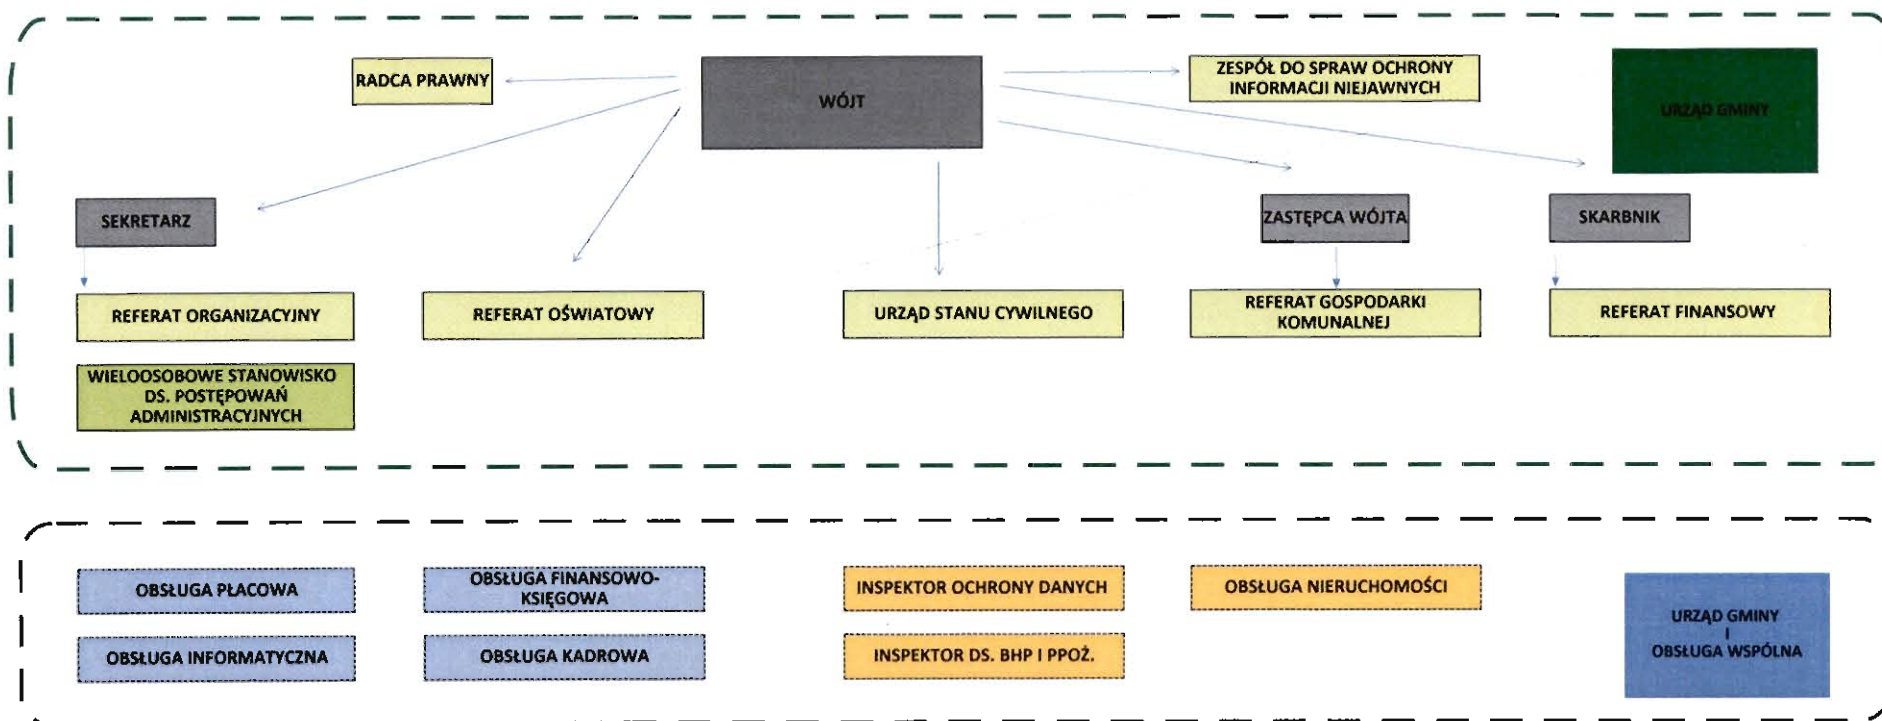 RADCA PRAWNY
WÓJT
ZESPÓŁ DO SPRAW OCHRONY
INFORMACJI NIEJAWNYCH
URZĄD GMINY
SEKRETARZ
ZASTĘPCA WÓJTA
SKARBNIK
REFERAT ORGANIZACYJNY
REFERAT OŚWIATOWY
URZĄD STANU CYWILNEGO
REFERAT GOSPODARKI
KOMUNALNEJ
REFERAT FINANSOWY
WIELOOSOBOWE STANOWISKO
DS. POSTĘPOWAŃ
ADMINISTRACYJNYCH
OBSŁUGA PŁACOWA
OBSŁUGA FINANSOWO-
KSIĘGOWA
INSPEKTOR OCHRONY DANYCH
OBSŁUGA NIERUCHOMOŚCI
OBSŁUGA INFORMATYCZNA
OBSŁUGA KADROWA
INSPEKTOR DS. BHP I PPOŻ.
URZĄD GMINY
I
OBSŁUGA WSPÓLNA